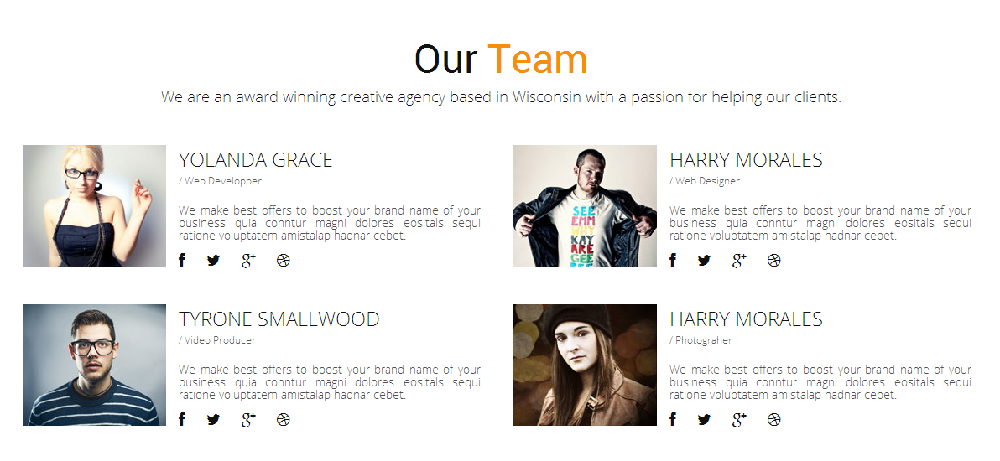 Our Team
We are an award winning creative agency based in Wisconsin with a passion for helping our clients.
YOLANDA GRACE
/ Web Developper
We make best offers to boost your brand name of your
business quia conntur magni dolores eositals sequi
ratione voluptatem amistalap hadnar cebet.
SEE
EMM
WHY
KAY
ARE
GEE
HARRY MORALES
/ Web Designer
We make best offers to boost your brand name of your
business quia conntur magni dolores eositals sequi
ratione voluptatem amistalap hadnar cebet.
TYRONE SMALLWOOD
/ Video Producer
We make best offers to boost your brand name of your
business quia conntur magni dolores eositals sequi
ratione voluptatem amistalap hadnar cebet.
HARRY MORALES
/ Photograher
We make best offers to boost your brand name of your
business quia conntur magni dolores eositals sequi
ratione voluptatem amistalap hadnar cebet.